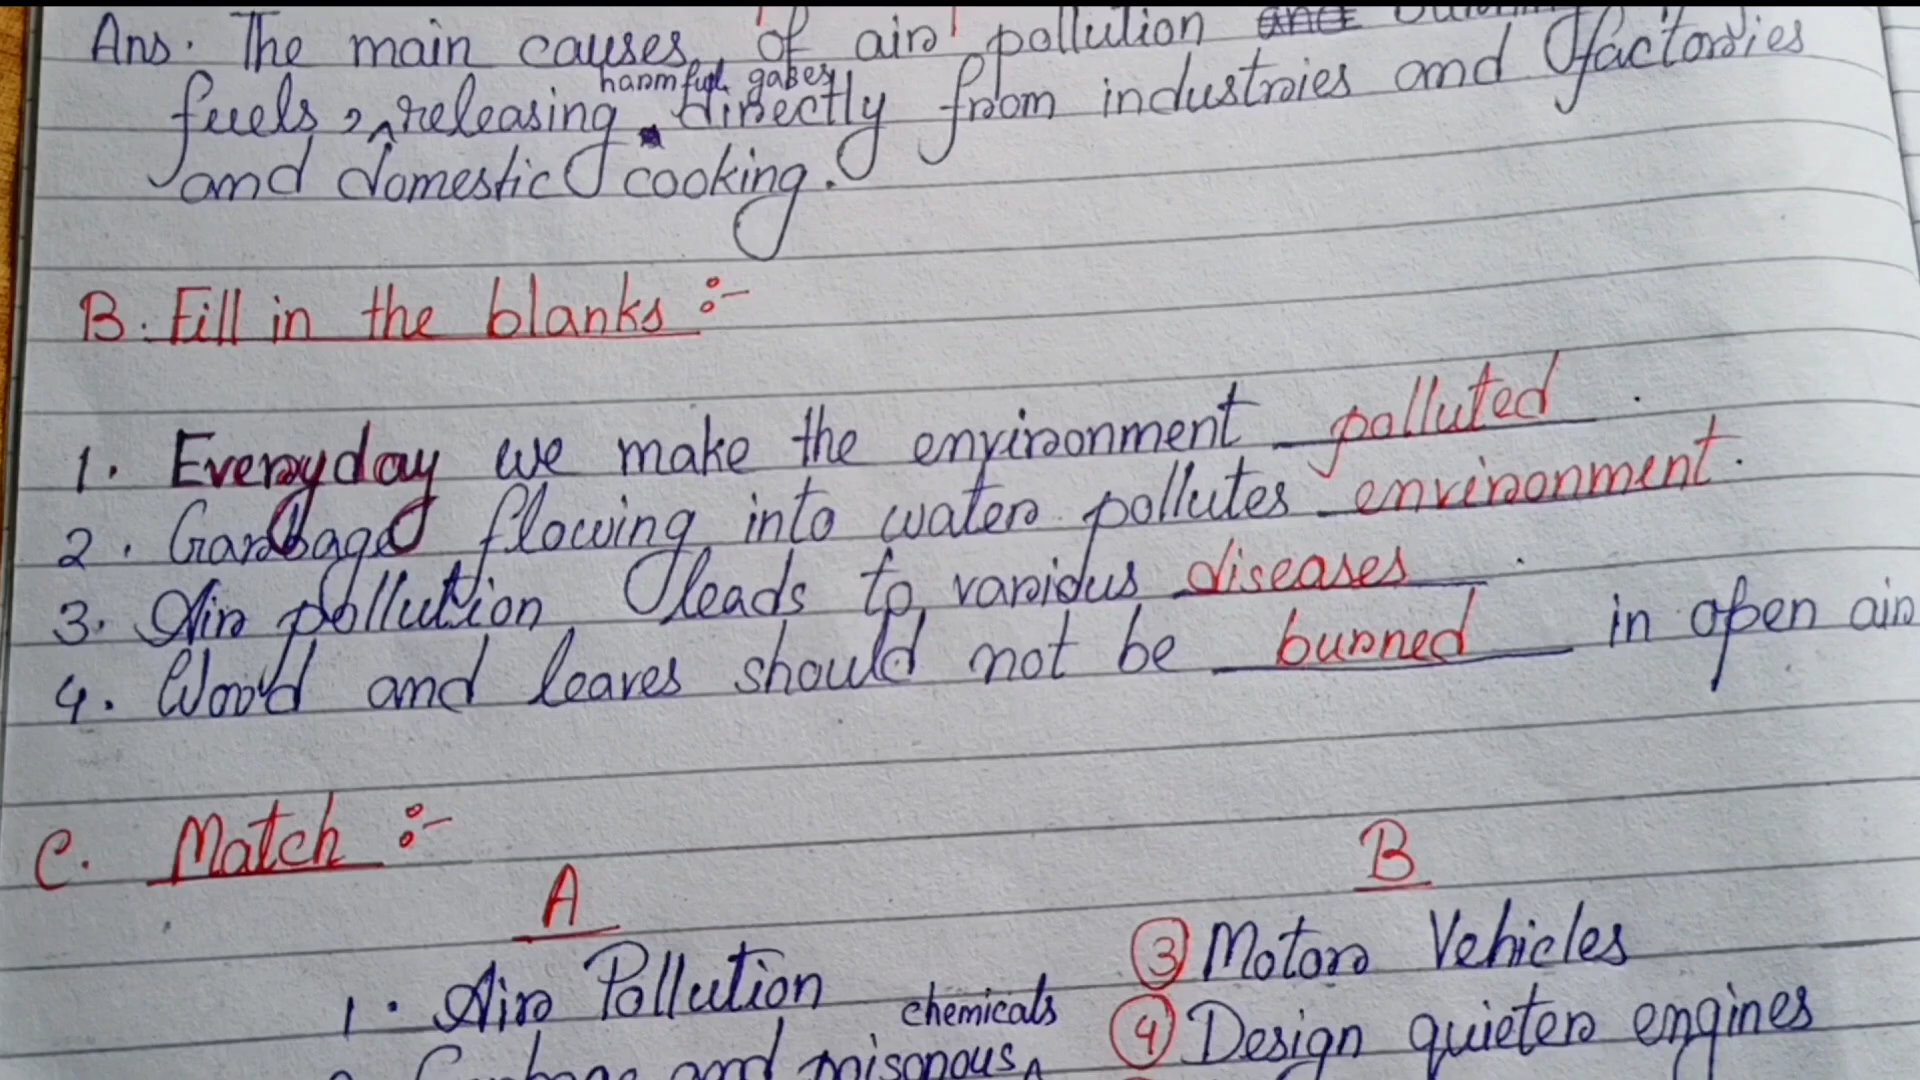 Ans. The main causes of air pollution and
harmful gases
fuels, ^ releasing directly from industries and factories
and domestic cooking.
B. Fill in the blanks :-
1. Everyday we make the environment polluted.
2. Garbage flowing into water pollutes environment.
3. Air pollution leads to various diseases.
4. Wood and leaves should not be burned in open air
C. Match :-
A B
1. Air Pollution ③ Motor Vehicles
chemicals
and poisonous ^ ④ Design quieter engines